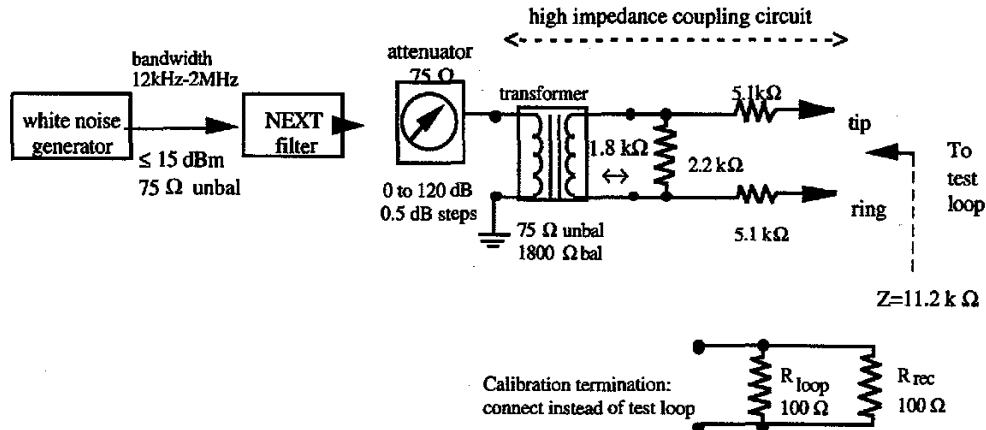 high impedance coupling circuit
bandwidth
12kHz-2MHz
attenuator
75 Ω
white noise
generator
≤ 15 dBm
75 Ω unbal
NEXT
filter
0 to 120 dB
0.5 dB steps
transformer
75 Ω unbal
1800 Ω bal
1.8 kΩ
2.2 kΩ
5.1kΩ
tip
5.1 kΩ
ring
To
test
loop
Z=11.2 k Ω
Calibration termination:
connect instead of test loop
R loop
100 Ω
R rec
100 Ω